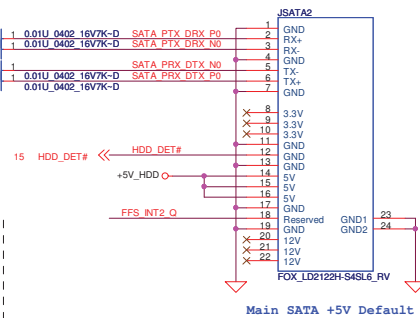 JSATA2
1 GND
1 0.01U_0402_16V7K~D SATA_PTX_DRX_P0 2 RX+
1 0.01U_0402_16V7K~D SATA_PTX_DRX_N0 3 RX-
4 GND
1 0.01U_0402_16V7K~D SATA_PRX_DTX_N0 5 TX-
1 0.01U_0402_16V7K~D SATA_PRX_DTX_P0 6 TX+
7 GND
8 3.3V
9 3.3V
10 3.3V
11 GND
15 HDD_DET# HDD_DET# 12 GND
13 GND
+5V_HDD 14 5V
15 5V
16 5V
17 GND
FFS_INT2_Q 18 Reserved GND1 23
19 GND GND2 24
20 12V
21 12V
22 12V
FOX_LD2122H-S4SL6_RV
Main SATA +5V Default